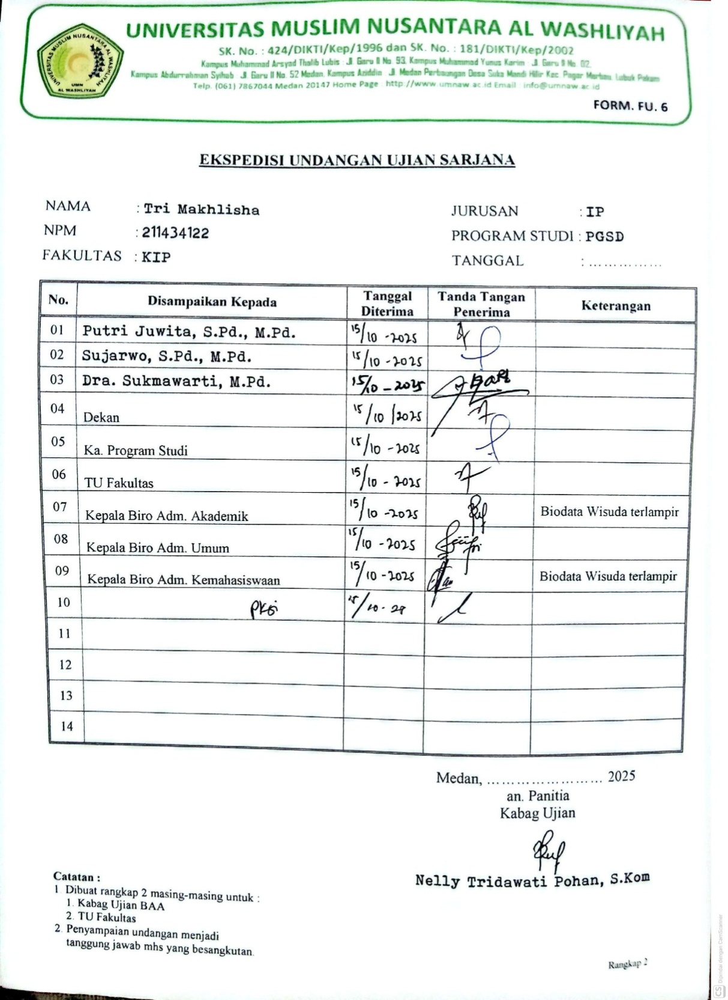 UNIVERSITAS MUSLIM NUSANTARA AL WASHLIYAH
SK. No. : 424/DIKTI/Kep/1996 dan SK. No. : 181/DIKTI/Kep/2002
Kampus Muhammad Arsyad Thalib Lubis : Jl. Garu II No. 93, Kampus Muhammad Yunus Karim : Jl. Garu II No. 02,
Kampus Abdurrahman Syihab : Jl. Garu II No. 52 Medan, Kampus Aziddin : Jl. Medan Perbaungan Desa Suka Mandi Hilir Kec. Pagar Merbau, Lubuk Pakam
Telp. (061) 7867044 Medan 20147 Home Page : http://www.umnaw.ac.id Email : info@umnaw.ac.id
UNIVERSITAS MUSLIM NUSANTARA AL WASHLIYAH
UMN
AL WASHLIYAH
FORM. FU. 6
EKSPEDISI UNDANGAN UJIAN SARJANA
NAMA : Tri Makhlisha JURUSAN : IP
NPM : 211434122 PROGRAM STUDI : PGSD
FAKULTAS : KIP TANGGAL : ...............
No. Disampaikan Kepada Tanggal Diterima Tanda Tangan Penerima Keterangan
01 Putri Juwita, S.Pd., M.Pd. 15/10 -2025
02 Sujarwo, S.Pd., M.Pd. 15/10 -2025
03 Dra. Sukmawarti, M.Pd. 15/10 -2025
04 Dekan 15/10 /2025
05 Ka. Program Studi 15/10 -2025
06 TU Fakultas 15/10 - 2025
07 Kepala Biro Adm. Akademik 15/10 -2025 Biodata Wisuda terlampir
08 Kepala Biro Adm. Umum 15/10 -2025
09 Kepala Biro Adm. Kemahasiswaan 15/10 -2025 Biodata Wisuda terlampir
10
11
12
13
14
Medan, ........................ 2025
an. Panitia
Kabag Ujian
Nelly Tridawati Pohan, S.Kom
Catatan :
1. Dibuat rangkap 2 masing-masing untuk :
1. Kabag Ujian BAA
2. TU Fakultas
2. Penyampaian undangan menjadi
tanggung jawab mhs yang besangkutan.
Rangkap 2
CS Dipindai dengan CamScanner